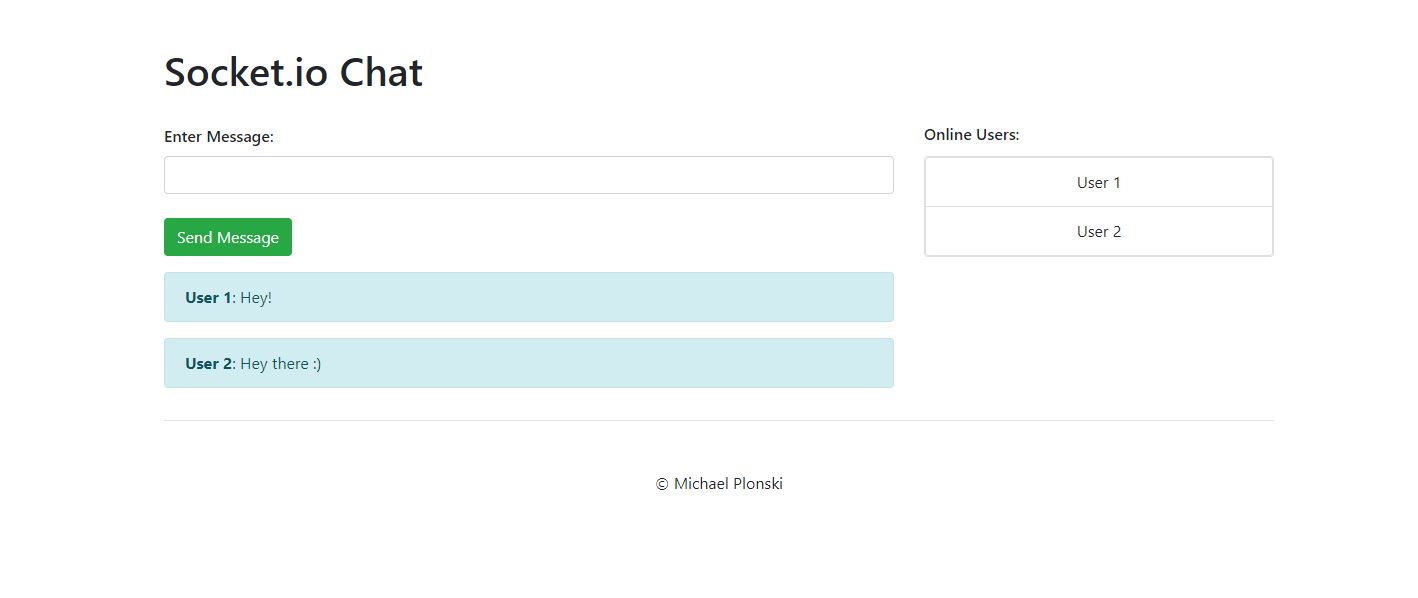 Socket.io Chat
Enter Message:
Send Message
User 1: Hey!
User 2: Hey there :)
Online Users:
User 1
User 2
© Michael Plonski